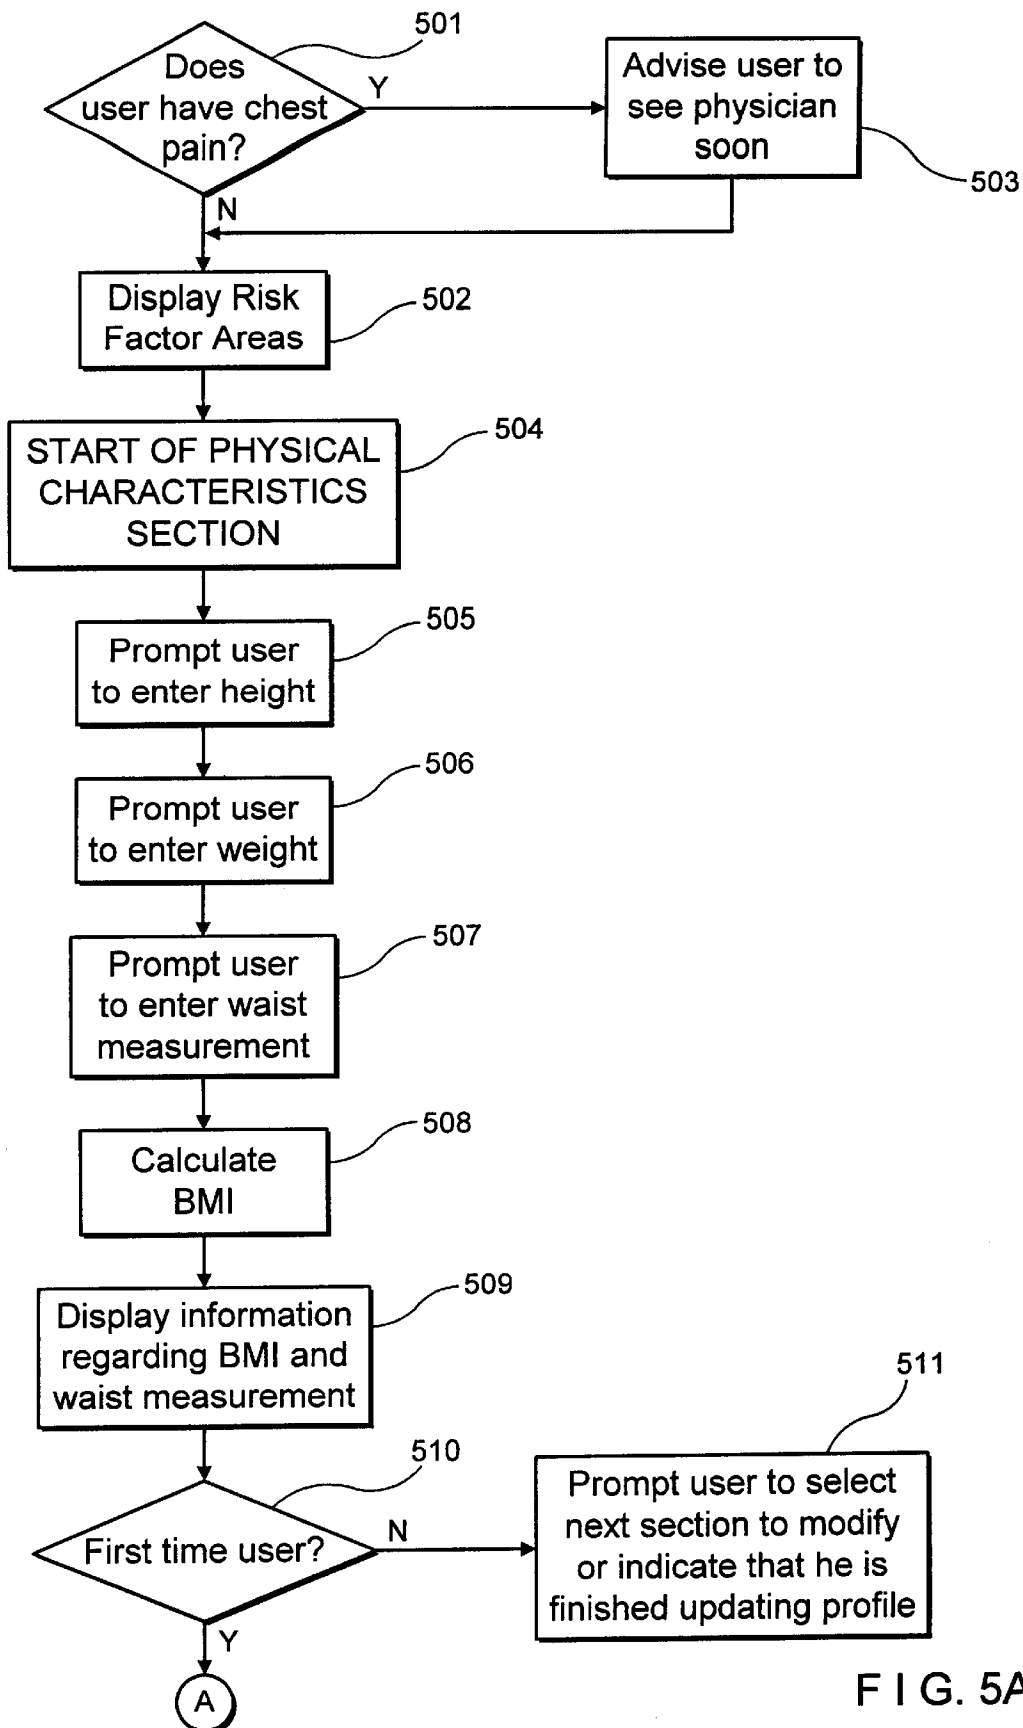 501
Does
user have chest
pain?
Y
Advise user to
see physician
soon
503
N
Display Risk
Factor Areas
502
START OF PHYSICAL
CHARACTERISTICS
SECTION
504
Prompt user
to enter height
505
Prompt user
to enter weight
506
Prompt user
to enter waist
measurement
507
Calculate
BMI
508
Display information
regarding BMI and
waist measurement
509
First time user?
510
N
Prompt user to select
next section to modify
or indicate that he is
finished updating profile
511
Y
A
F I G. 5A